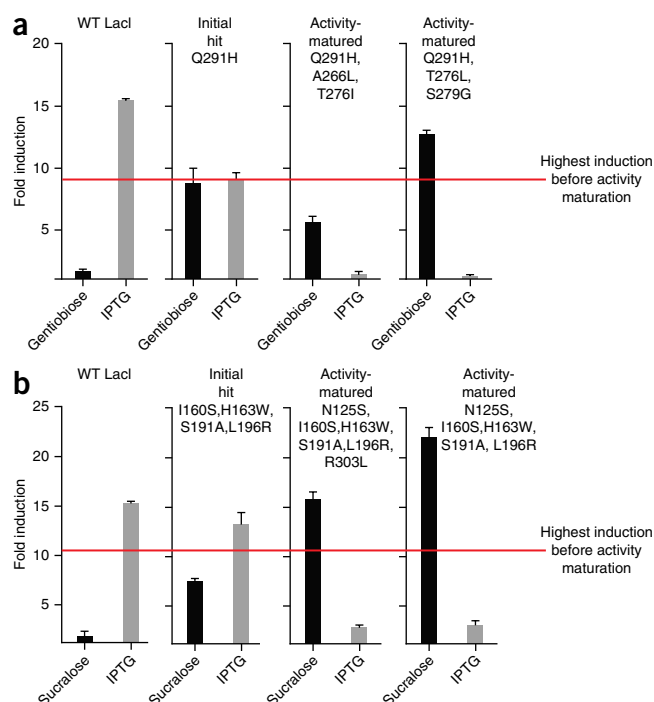 a
WT LacI
Initial
hit
Q291H
Activity-
matured
Q291H,
A266L,
T276I
Activity-
matured
Q291H,
T276L,
S279G
20
15
10
5
Fold induction
Highest induction
before activity
maturation
Gentiobiose
IPTG
Gentiobiose
IPTG
Gentiobiose
IPTG
Gentiobiose
IPTG
b
WT LacI
Initial
hit
I160S,H163W,
S191A,L196R
Activity-
matured
N125S,
I160S,H163W,
S191A,L196R,
R303L
Activity-
matured
N125S,
I160S,H163W,
S191A, L196R
25
20
15
10
5
Fold induction
Highest induction
before activity
maturation
Sucralose
IPTG
Sucralose
IPTG
Sucralose
IPTG
Sucralose
IPTG